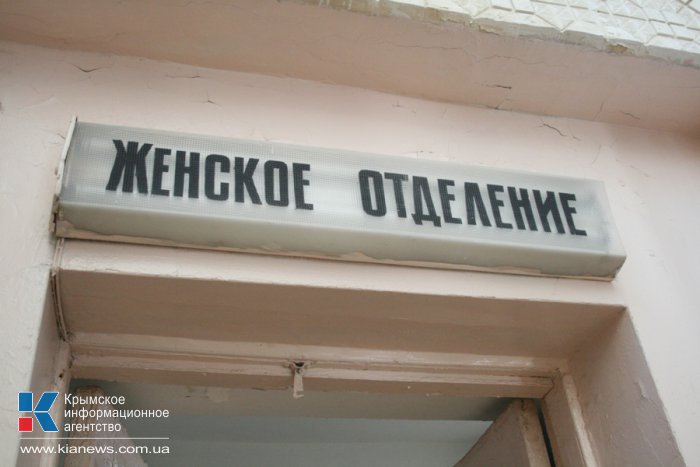 ЖЕНСКОЕ ОТДЕЛЕНИЕ
К
Крымское
информационное
агентство
www.kianews.com.ua